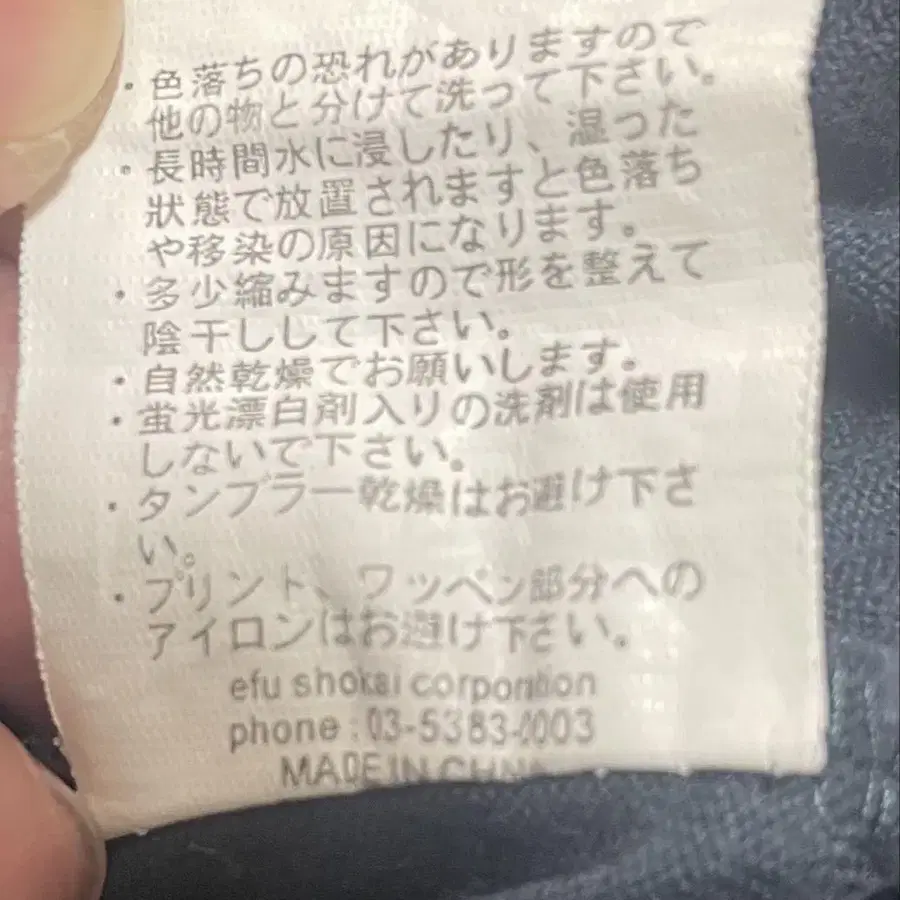 ・色落ちの恐れがありますので
他の物と分けて洗って下さい。
・長時間水に浸したり、湿った
状態で放置されますと色落ち
や移染の原因になります。
・多少縮みますので形を整えて
陰干しして下さい。
・自然乾燥でお願いします。
・蛍光漂白剤入りの洗剤は使用
しないで下さい。
・タンブラー乾燥はお避け下さ
い。
・プリント、ワッペン部分への
アイロンはお避け下さい。
efu shokai corporation
phone : 03-5383-
MADE IN CHINA